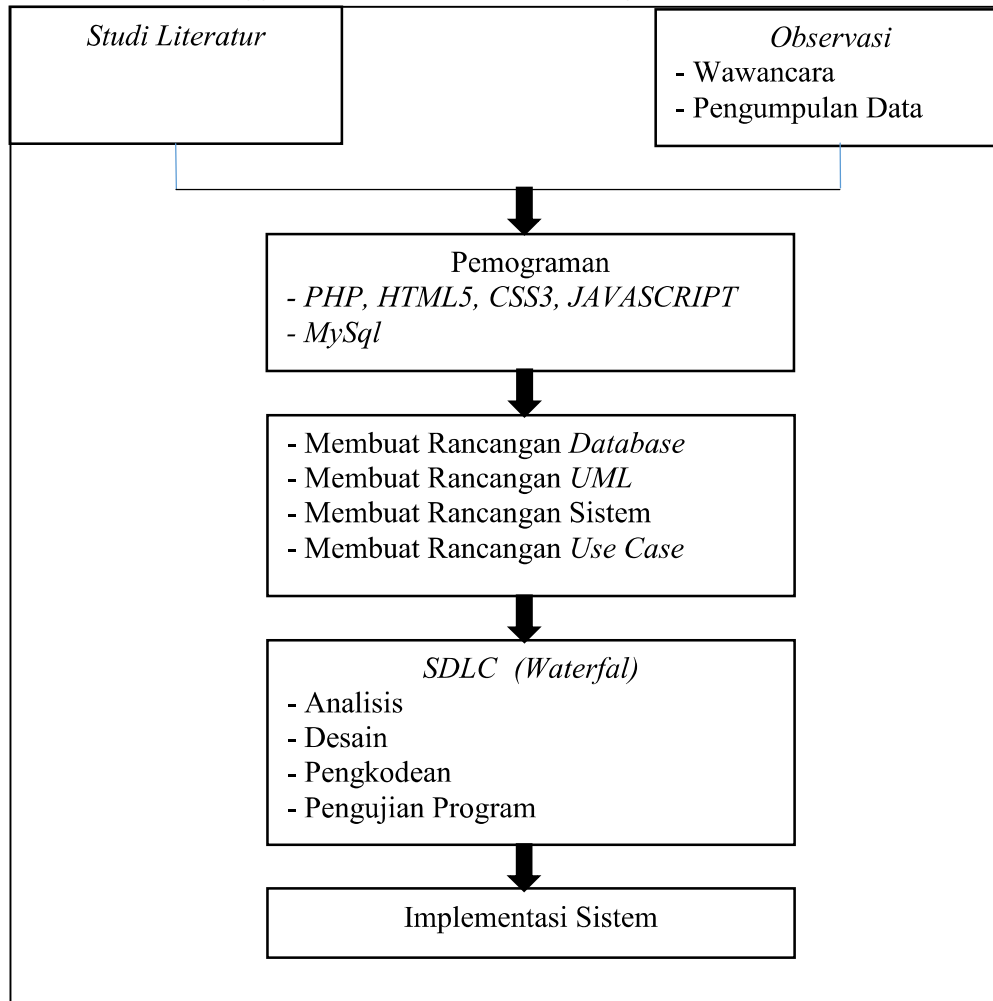 Studi Literatur
Observasi
- Wawancara
- Pengumpulan Data
Pemograman
- PHP, HTML5, CSS3, JAVASCRIPT
- MySql
- Membuat Rancangan Database
- Membuat Rancangan UML
- Membuat Rancangan Sistem
- Membuat Rancangan Use Case
SDLC (Waterfal)
- Analisis
- Desain
- Pengkodean
- Pengujian Program
Implementasi Sistem